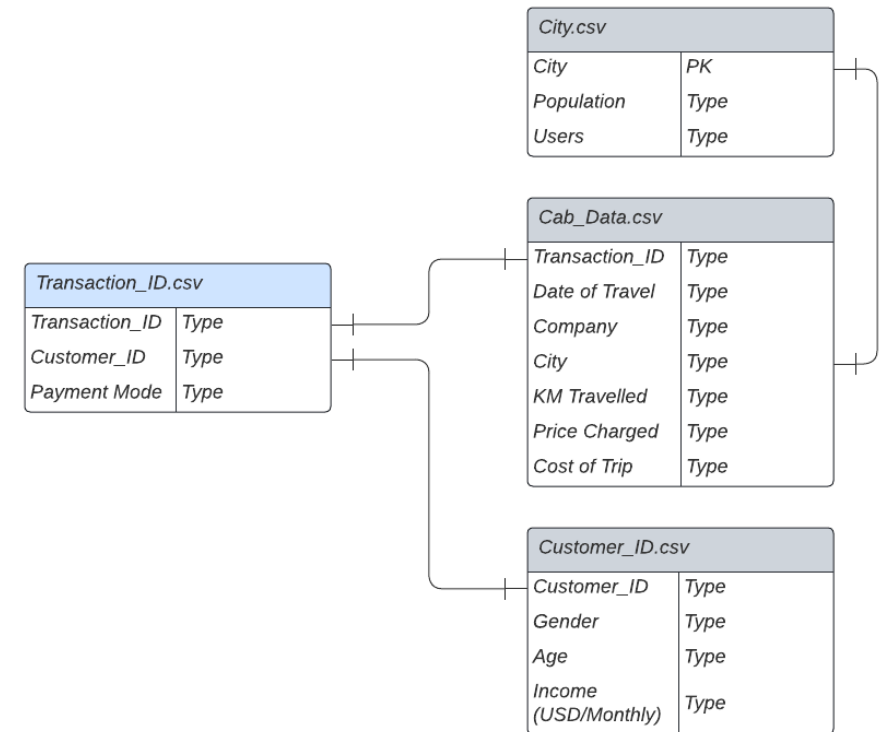 City.csv
City PK
Population Type
Users Type
Cab_Data.csv
Transaction_ID Type
Date of Travel Type
Company Type
City Type
KM Travelled Type
Price Charged Type
Cost of Trip Type
Transaction_ID.csv
Transaction_ID Type
Customer_ID Type
Payment Mode Type
Customer_ID.csv
Customer_ID Type
Gender Type
Age Type
Income
(USD/Monthly) Type